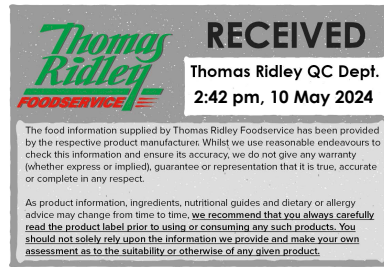 Thomas
Ridley
FOODSERVICE
RECEIVED
Thomas Ridley QC Dept.
2:42 pm, 10 May 2024
The food information supplied by Thomas Ridley Foodservice has been provided
by the respective product manufacturer. Whilst we use reasonable endeavours to
check this information and ensure its accuracy, we do not give any warranty
(whether express or implied), guarantee or representation that it is true, accurate
or complete in any respect.
As product information, ingredients, nutritional guides and dietary or allergy
advice may change from time to time, we recommend that you always carefully
read the product label prior to using or consuming any such products. You
should not solely rely upon the information we provide and make your own
assessment as to the suitability or otherwise of any given product.